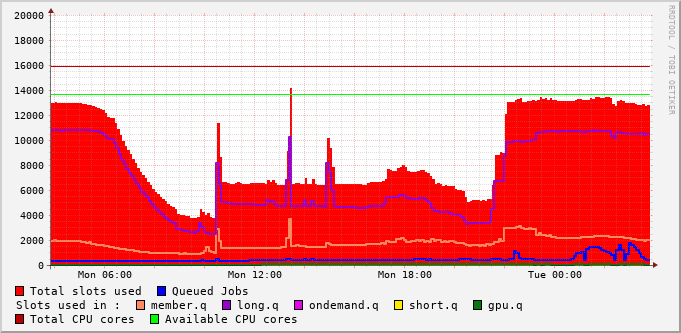 20000
18000
16000
14000
12000
10000
8000
6000
4000
2000
0
Mon 06:00 Mon 12:00 Mon 18:00 Tue 00:00
RRDTOOL / TOBI OETIKER
Total slots used Queued Jobs
Slots used in : member.q long.q ondemand.q short.q gpu.q
Total CPU cores Available CPU cores